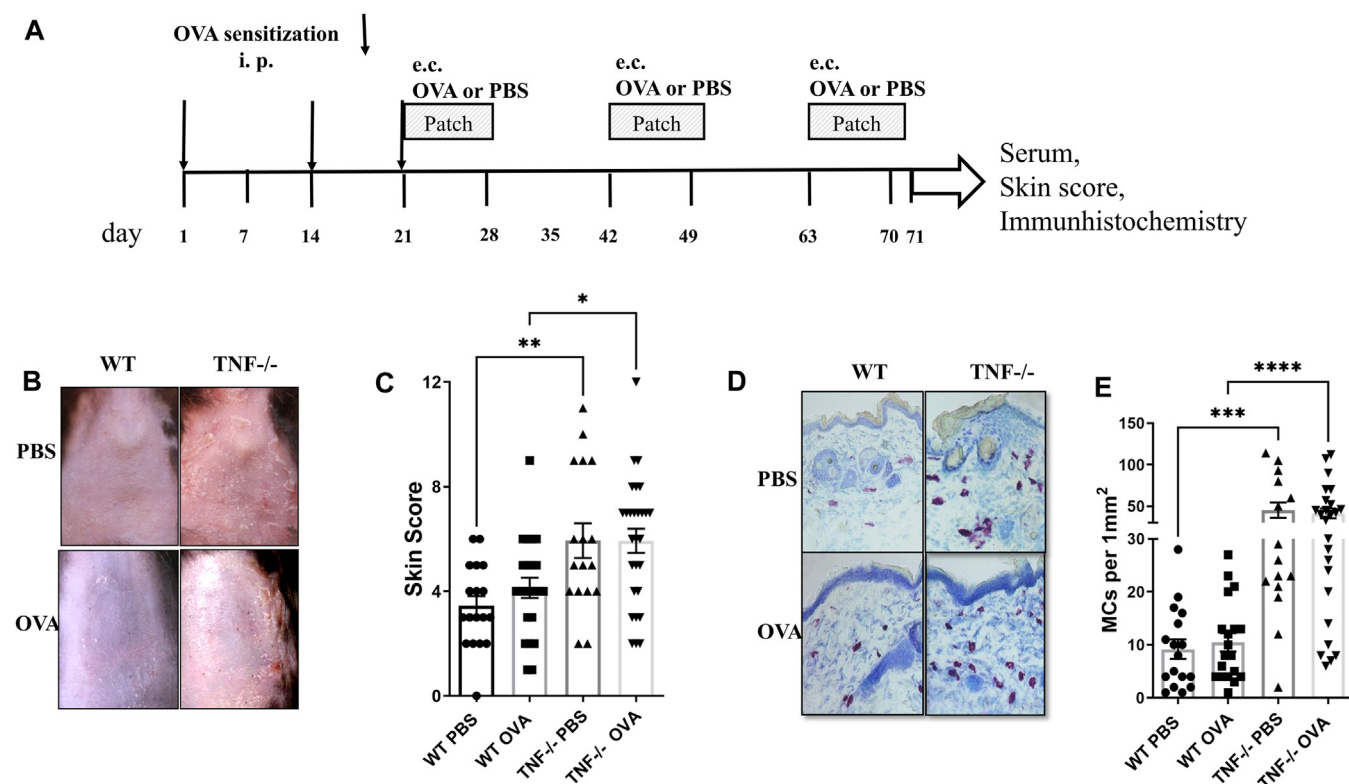 A
OVA sensitization
i. p.
e.c.
OVA or PBS
Patch
e.c.
OVA or PBS
Patch
e.c.
OVA or PBS
Patch
Serum,
Skin score,
Immunhistochemistry
day 1 7 14 21 28 35 42 49 63 70 71
B
WT TNF-/-
PBS
OVA
C
Skin Score
12
8
4
0
*
**
WT PBS
WT OVA
TNF-/- PBS
TNF-/- OVA
D
WT TNF-/-
PBS
OVA
E
MCs per 1mm²
150
100
50
30
20
10
0
****
***
WT PBS
WT OVA
TNF-/- PBS
TNF-/- OVA